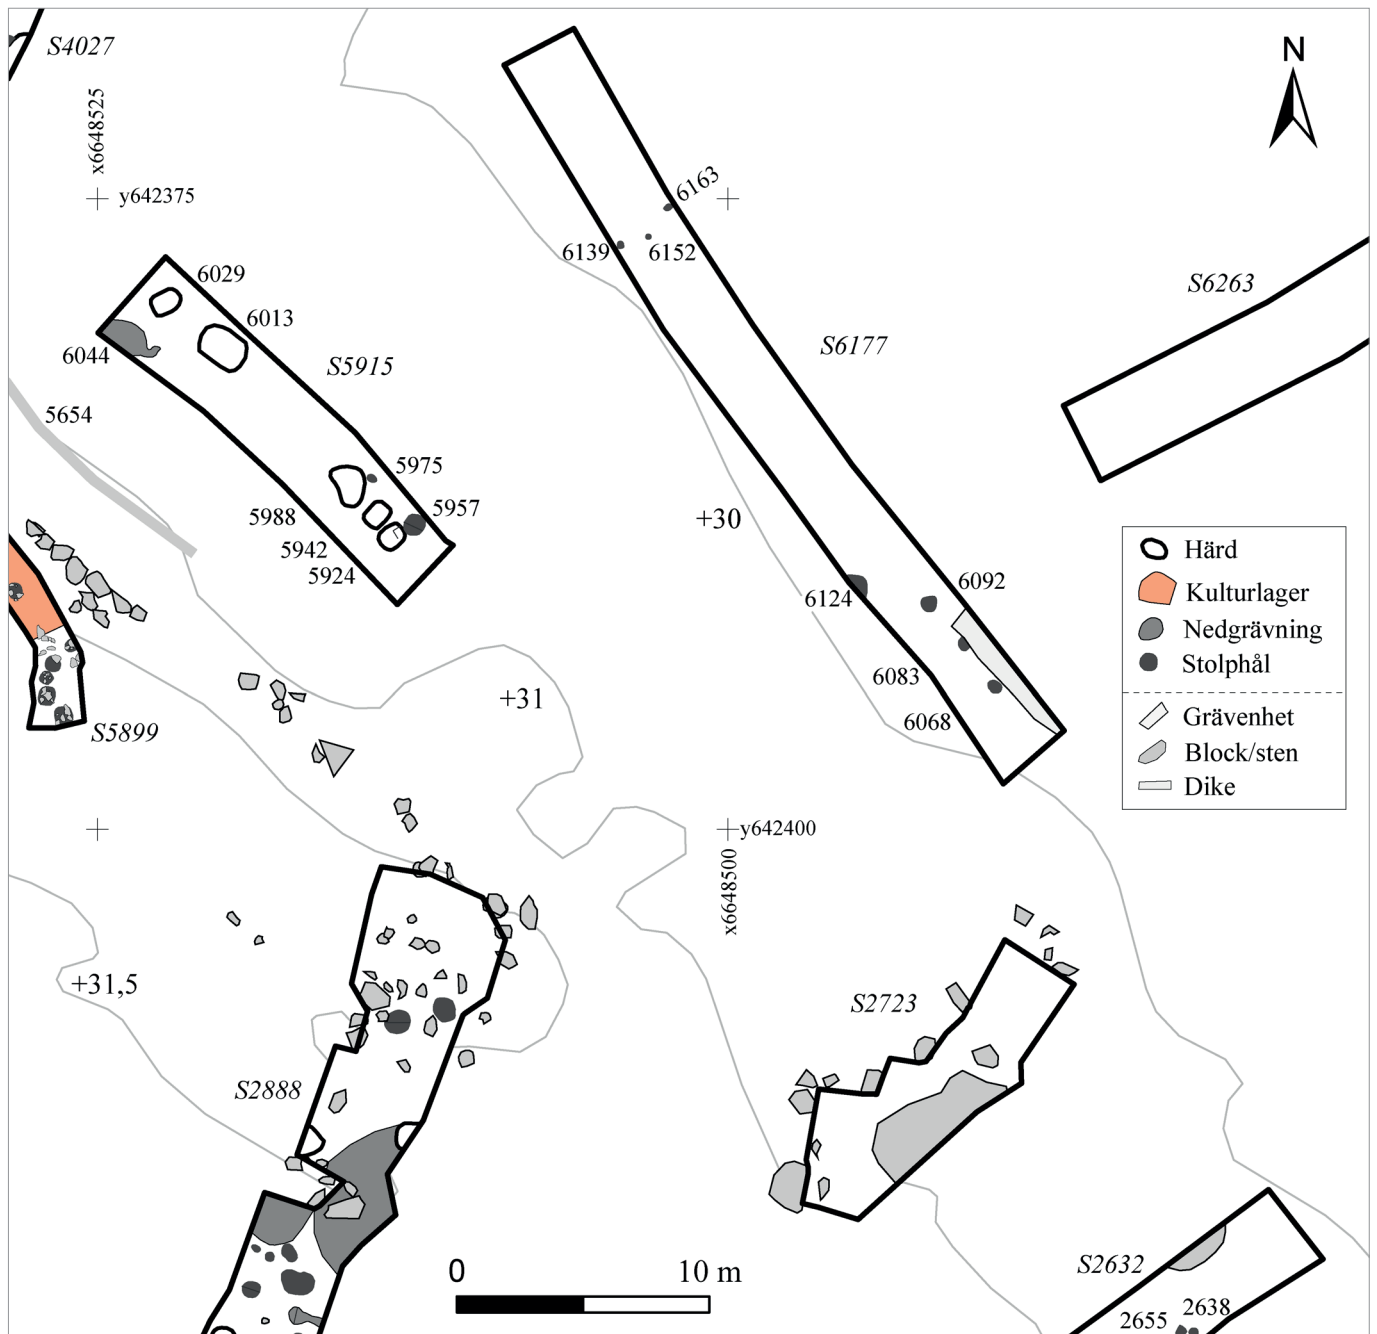 S4027
x6648525
y642375
N
6163
6139
6152
S6263
6029
6013
S5915
S6177
6044
5654
5975
5957
5988
5942
5924
+30
6092
6124
6083
6068
Härd
Kulturlager
Nedgrävning
Stolphål
Grävenhet
Block/sten
Dike
S5899
+31
y642400
x6648500
+31,5
S2723
S2888
0
10 m
S2632
2655
2638